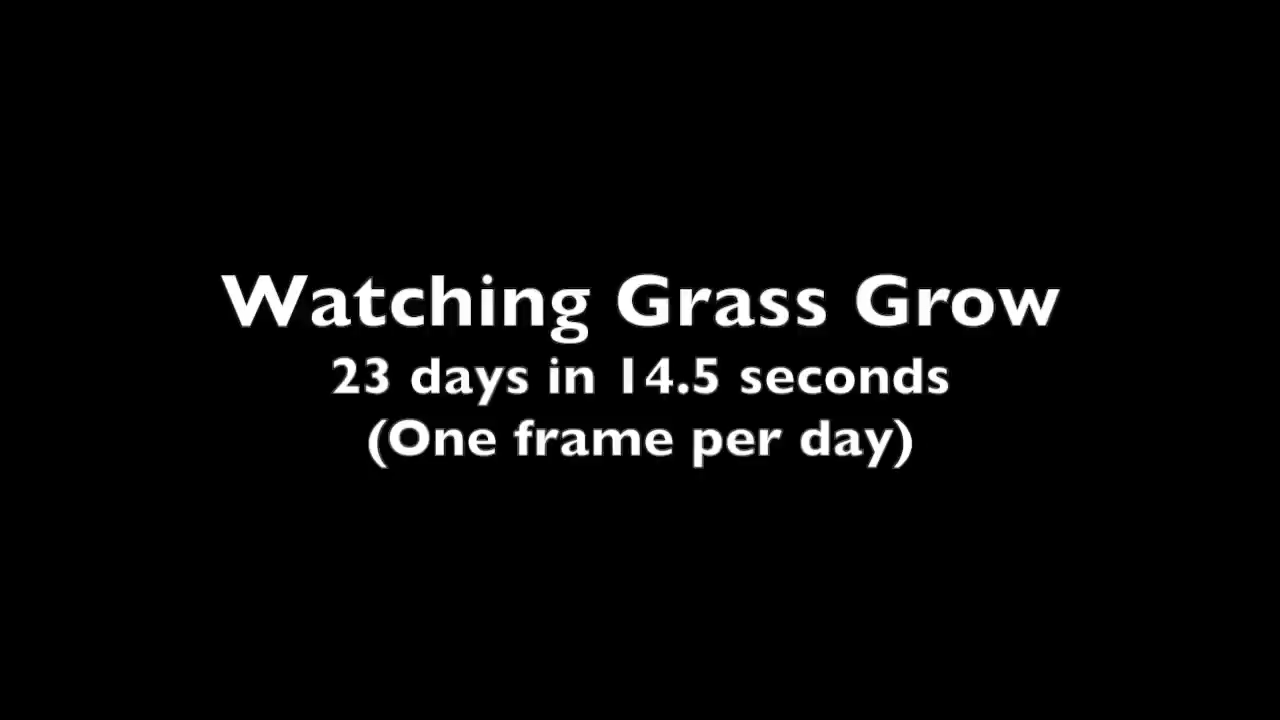 Watching Grass Grow
23 days in 14.5 seconds
(One frame per day)